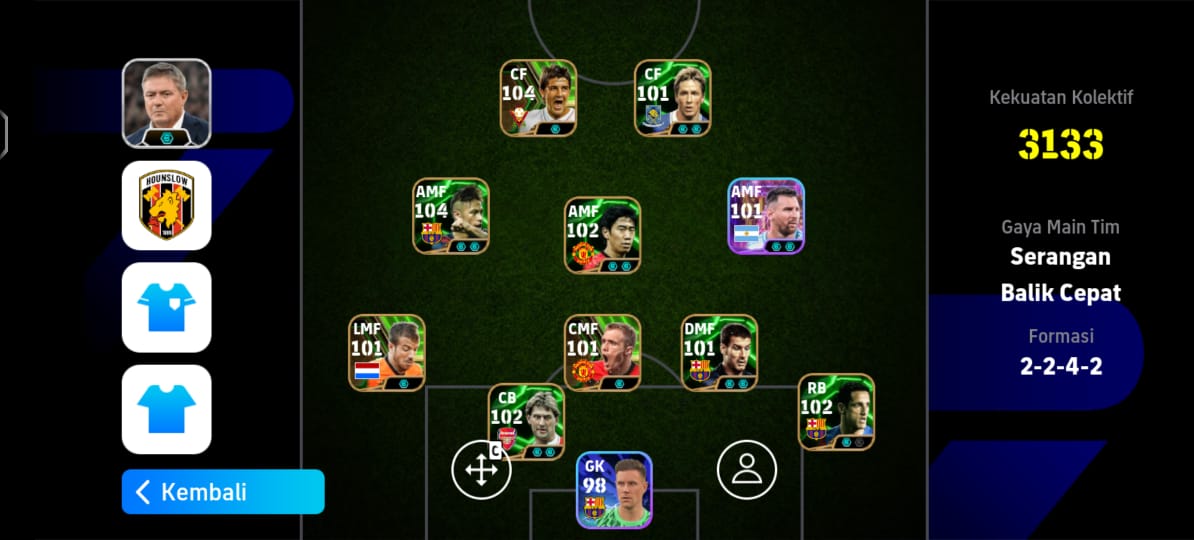 HOUNSLOW
Kembali
CF
104
CF
101
AMF
104
AMF
102
AMF
101
LMF
101
CMF
101
DMF
101
CB
102
C
RB
102
GK
98
Kekuatan Kolektif
3133
Gaya Main Tim
Serangan
Balik Cepat
Formasi
2-2-4-2